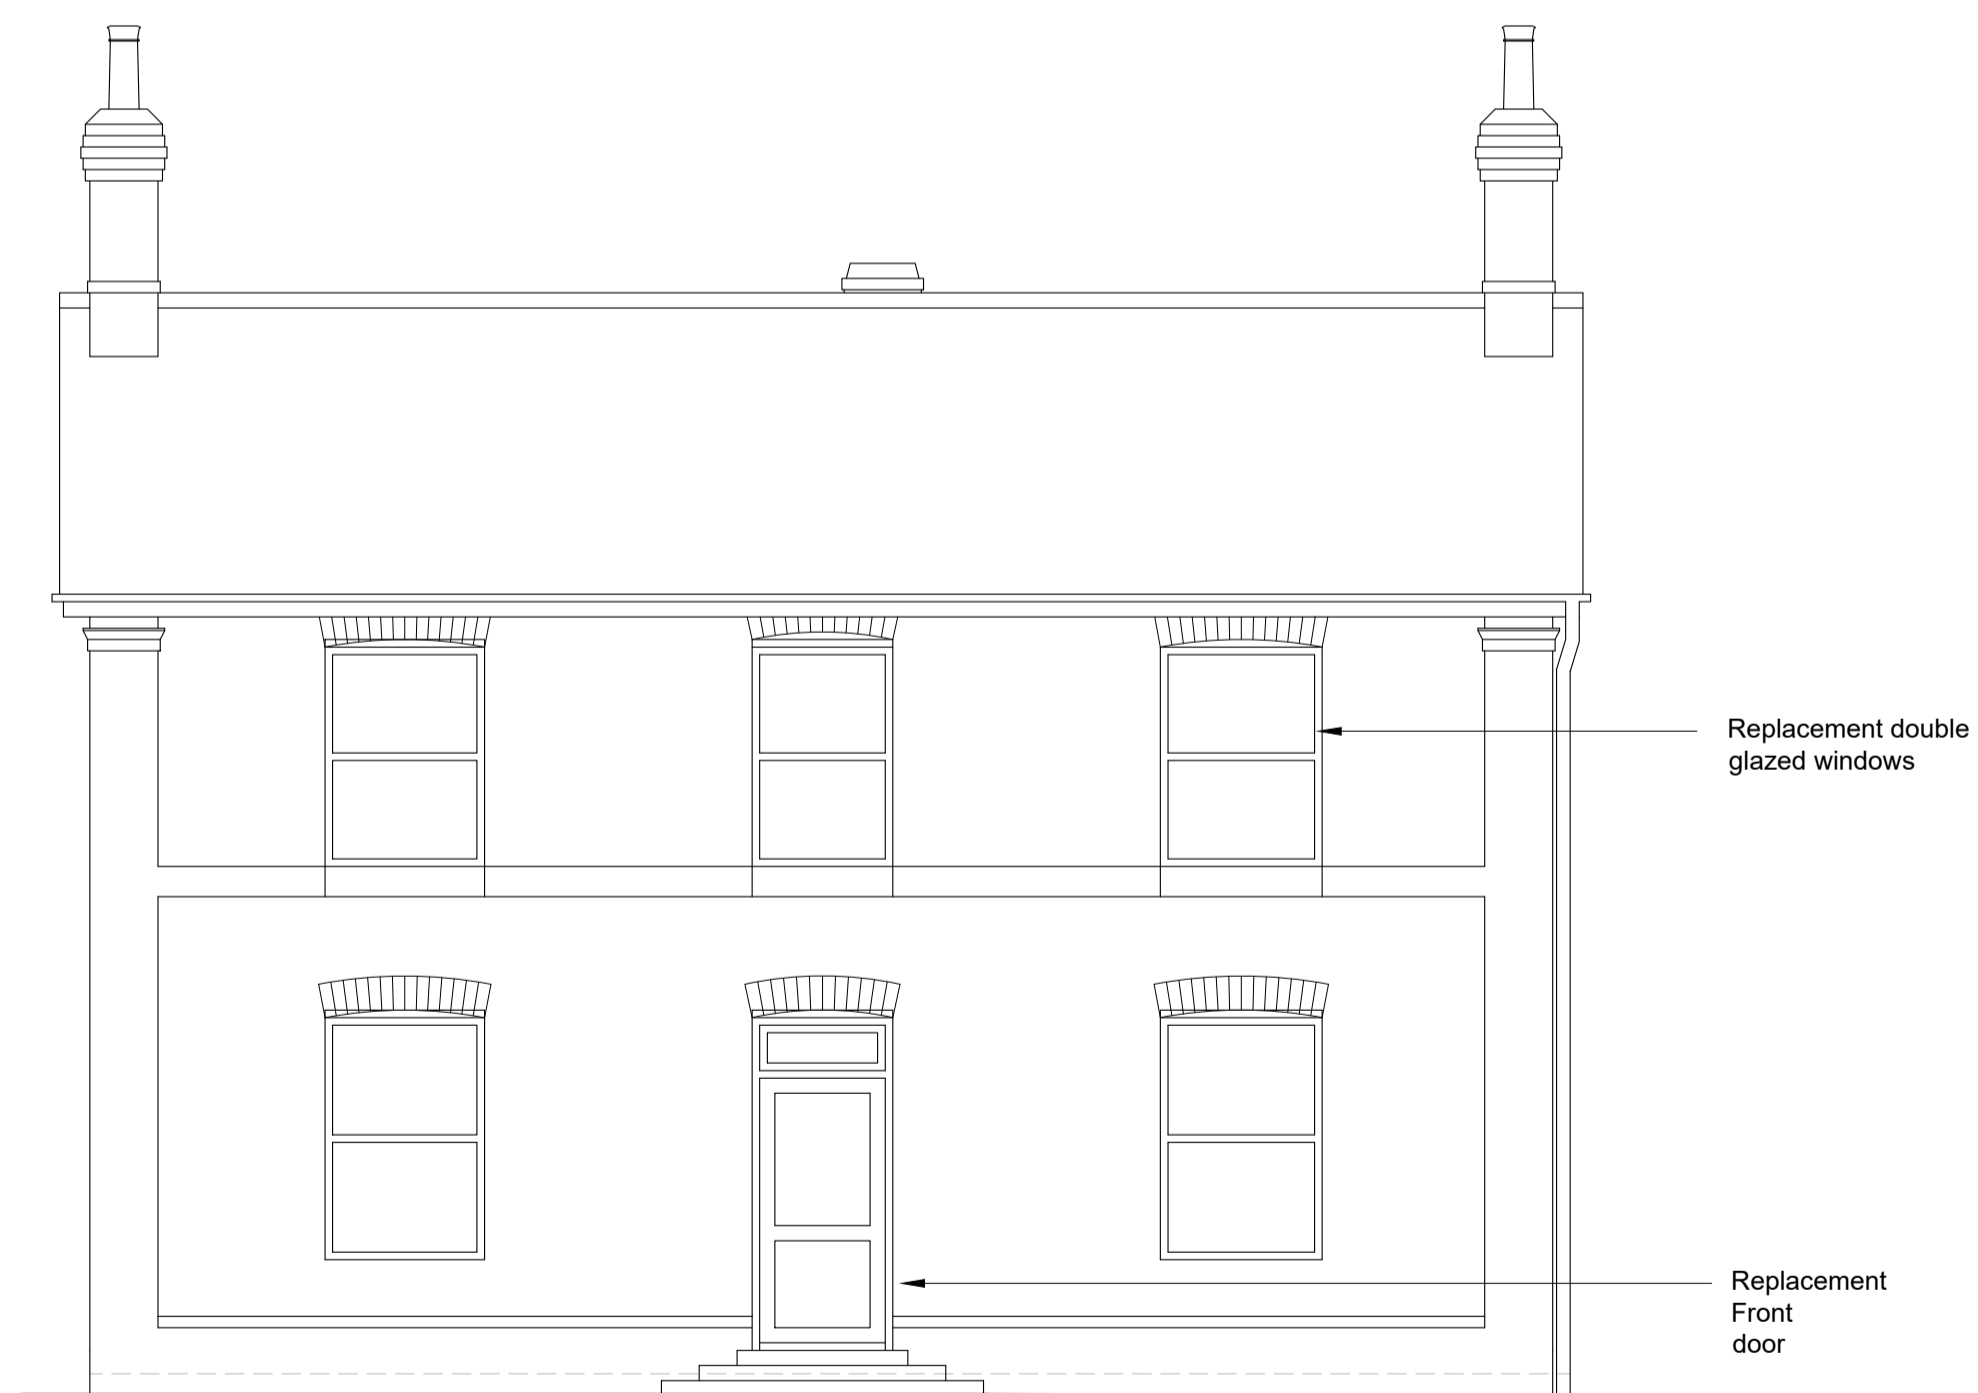 Replacement double
glazed windows
Replacement
Front
door